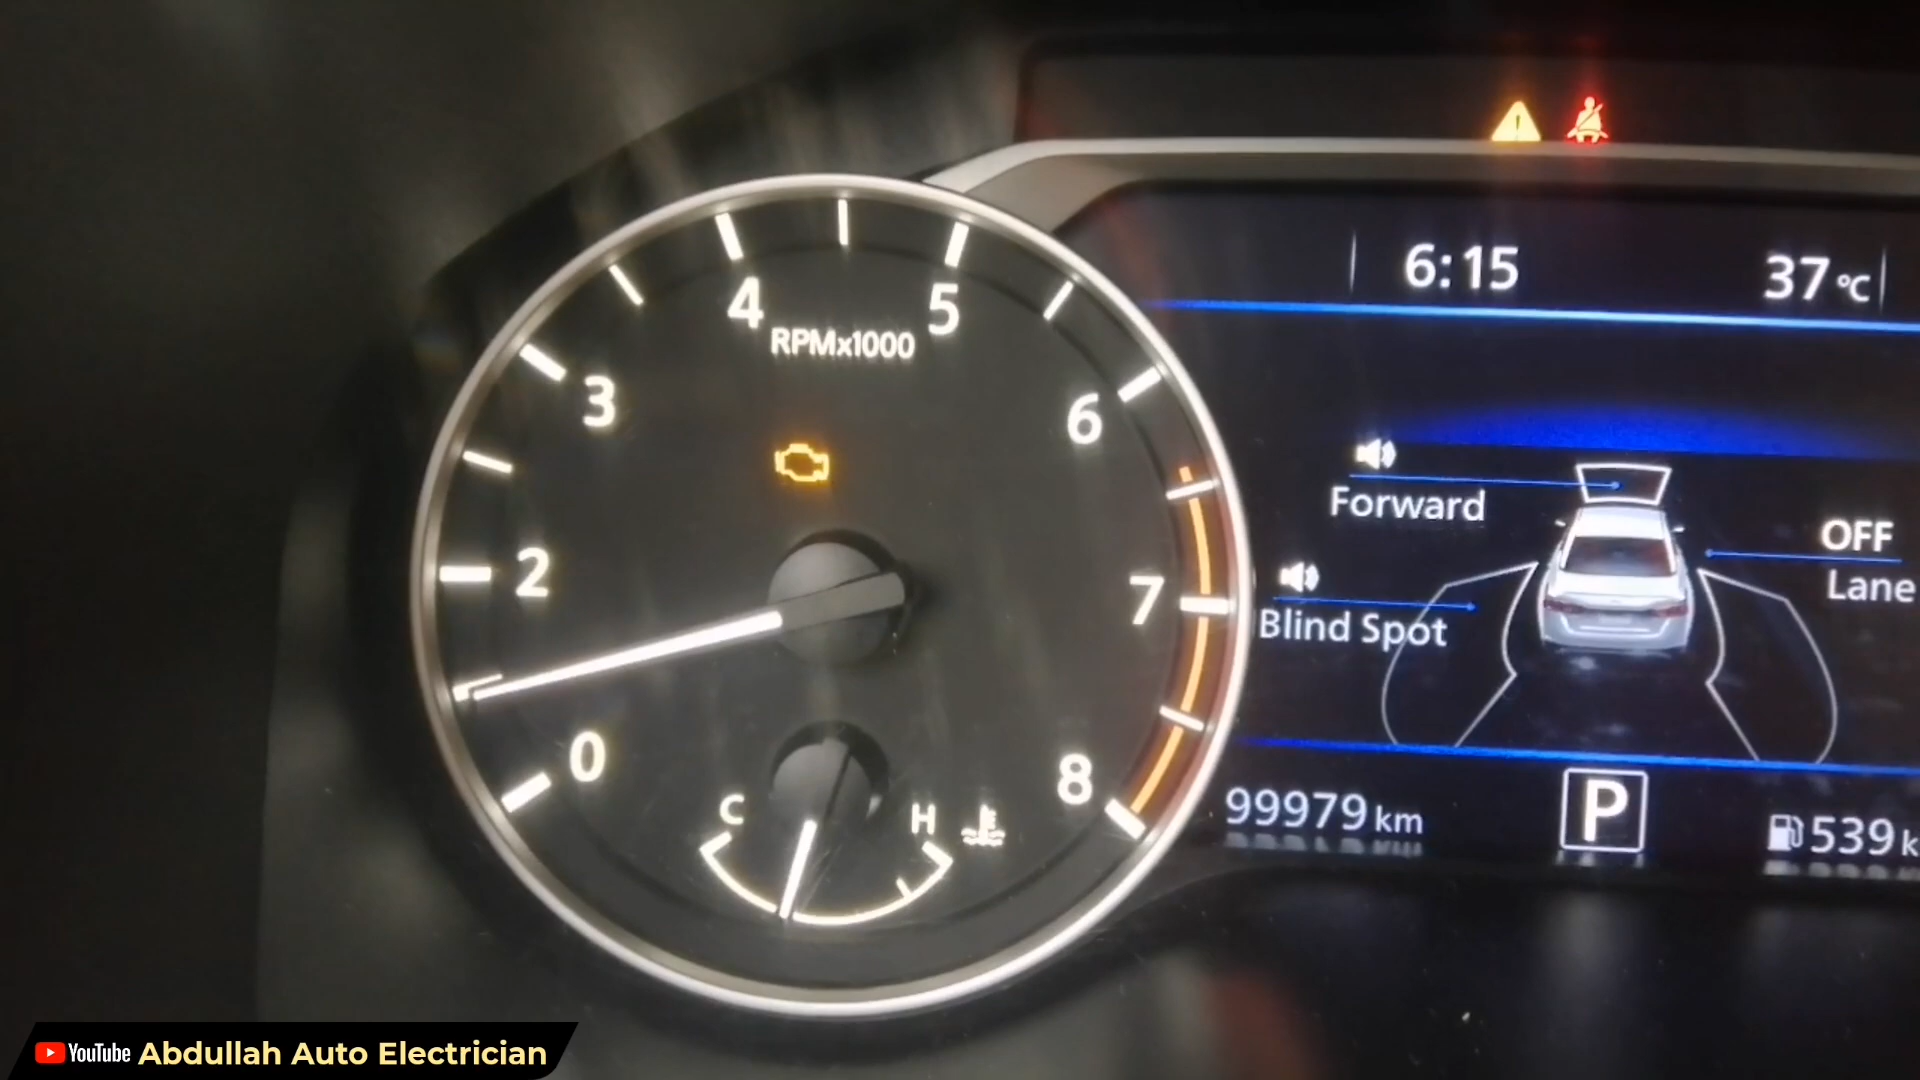 6:15
37 °C
4
5
RPMx1000
3
6
Forward
OFF
Lane
2
7
Blind Spot
0
8
C
H
99979 km
P
539 k
YouTube Abdullah Auto Electrician